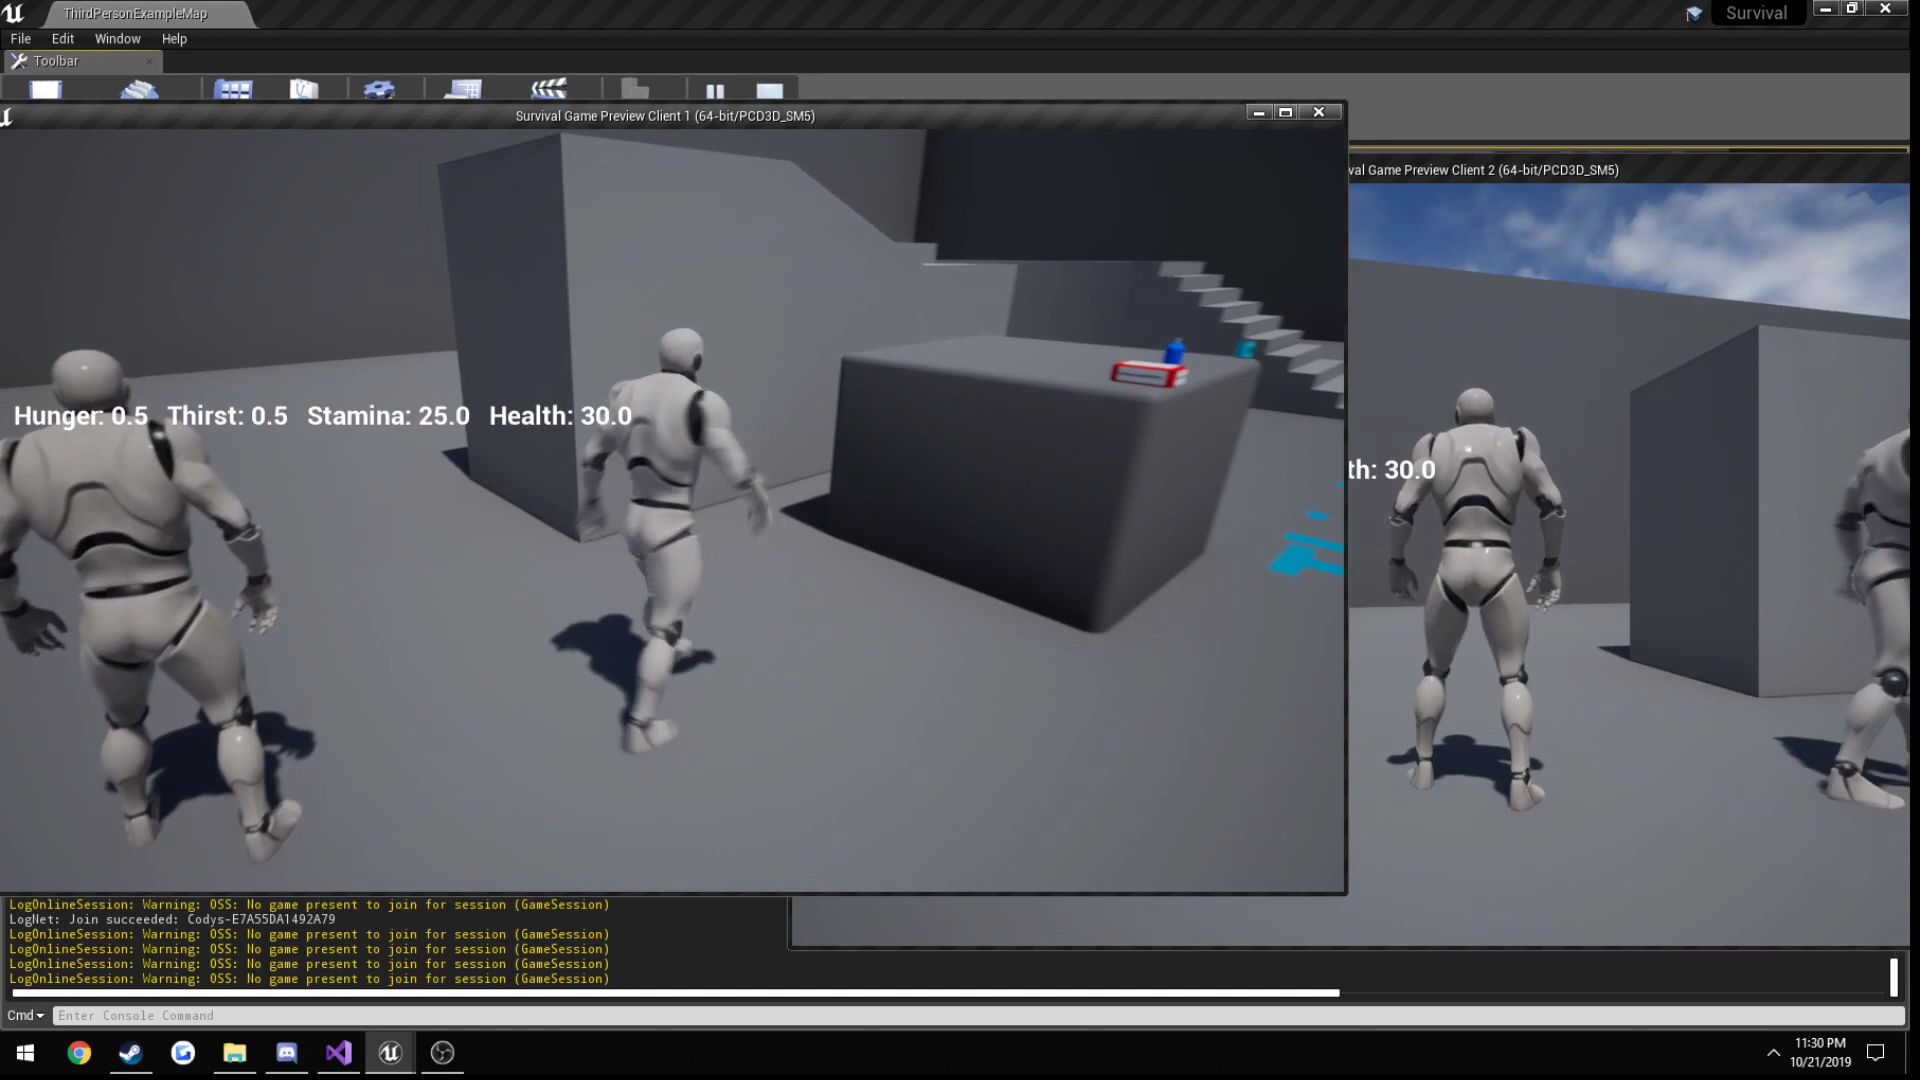 ThirdPersonExampleMap
Survival
File Edit Window Help
Toolbar
Survival Game Preview Client 1 (64-bit/PCD3D_SM5)
val Game Preview Client 2 (64-bit/PCD3D_SM5)
Hunger: 0.5 Thirst: 0.5 Stamina: 25.0 Health: 30.0
th: 30.0
LogOnlineSession: Warning: OSS: No game present to join for session (GameSession)
LogNet: Join succeeded: Codys-E7A55DA1492A79
LogOnlineSession: Warning: OSS: No game present to join for session (GameSession)
LogOnlineSession: Warning: OSS: No game present to join for session (GameSession)
LogOnlineSession: Warning: OSS: No game present to join for session (GameSession)
LogOnlineSession: Warning: OSS: No game present to join for session (GameSession)
Cmd Enter Console Command
11:30 PM
10/21/2019